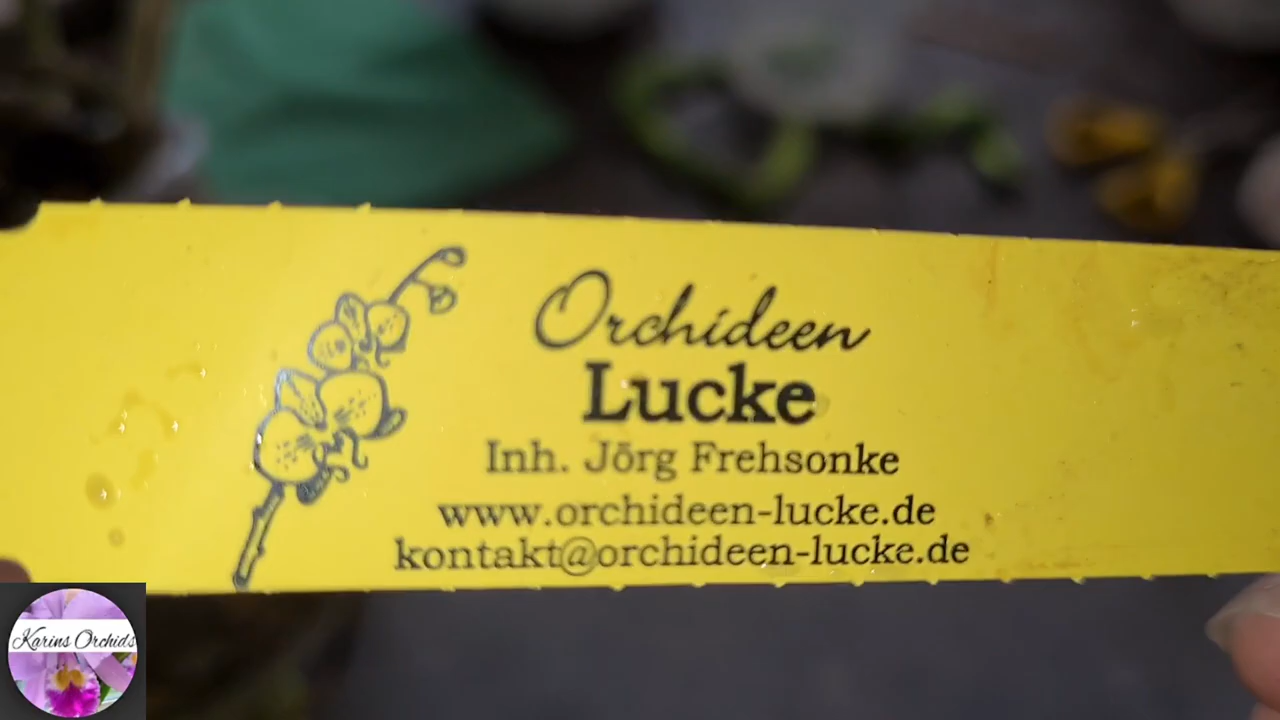 Orchideen
Lucke
Inh. Jörg Frehsonke
www.orchideen-lucke.de
kontakt@orchideen-lucke.de
Karins Orchids